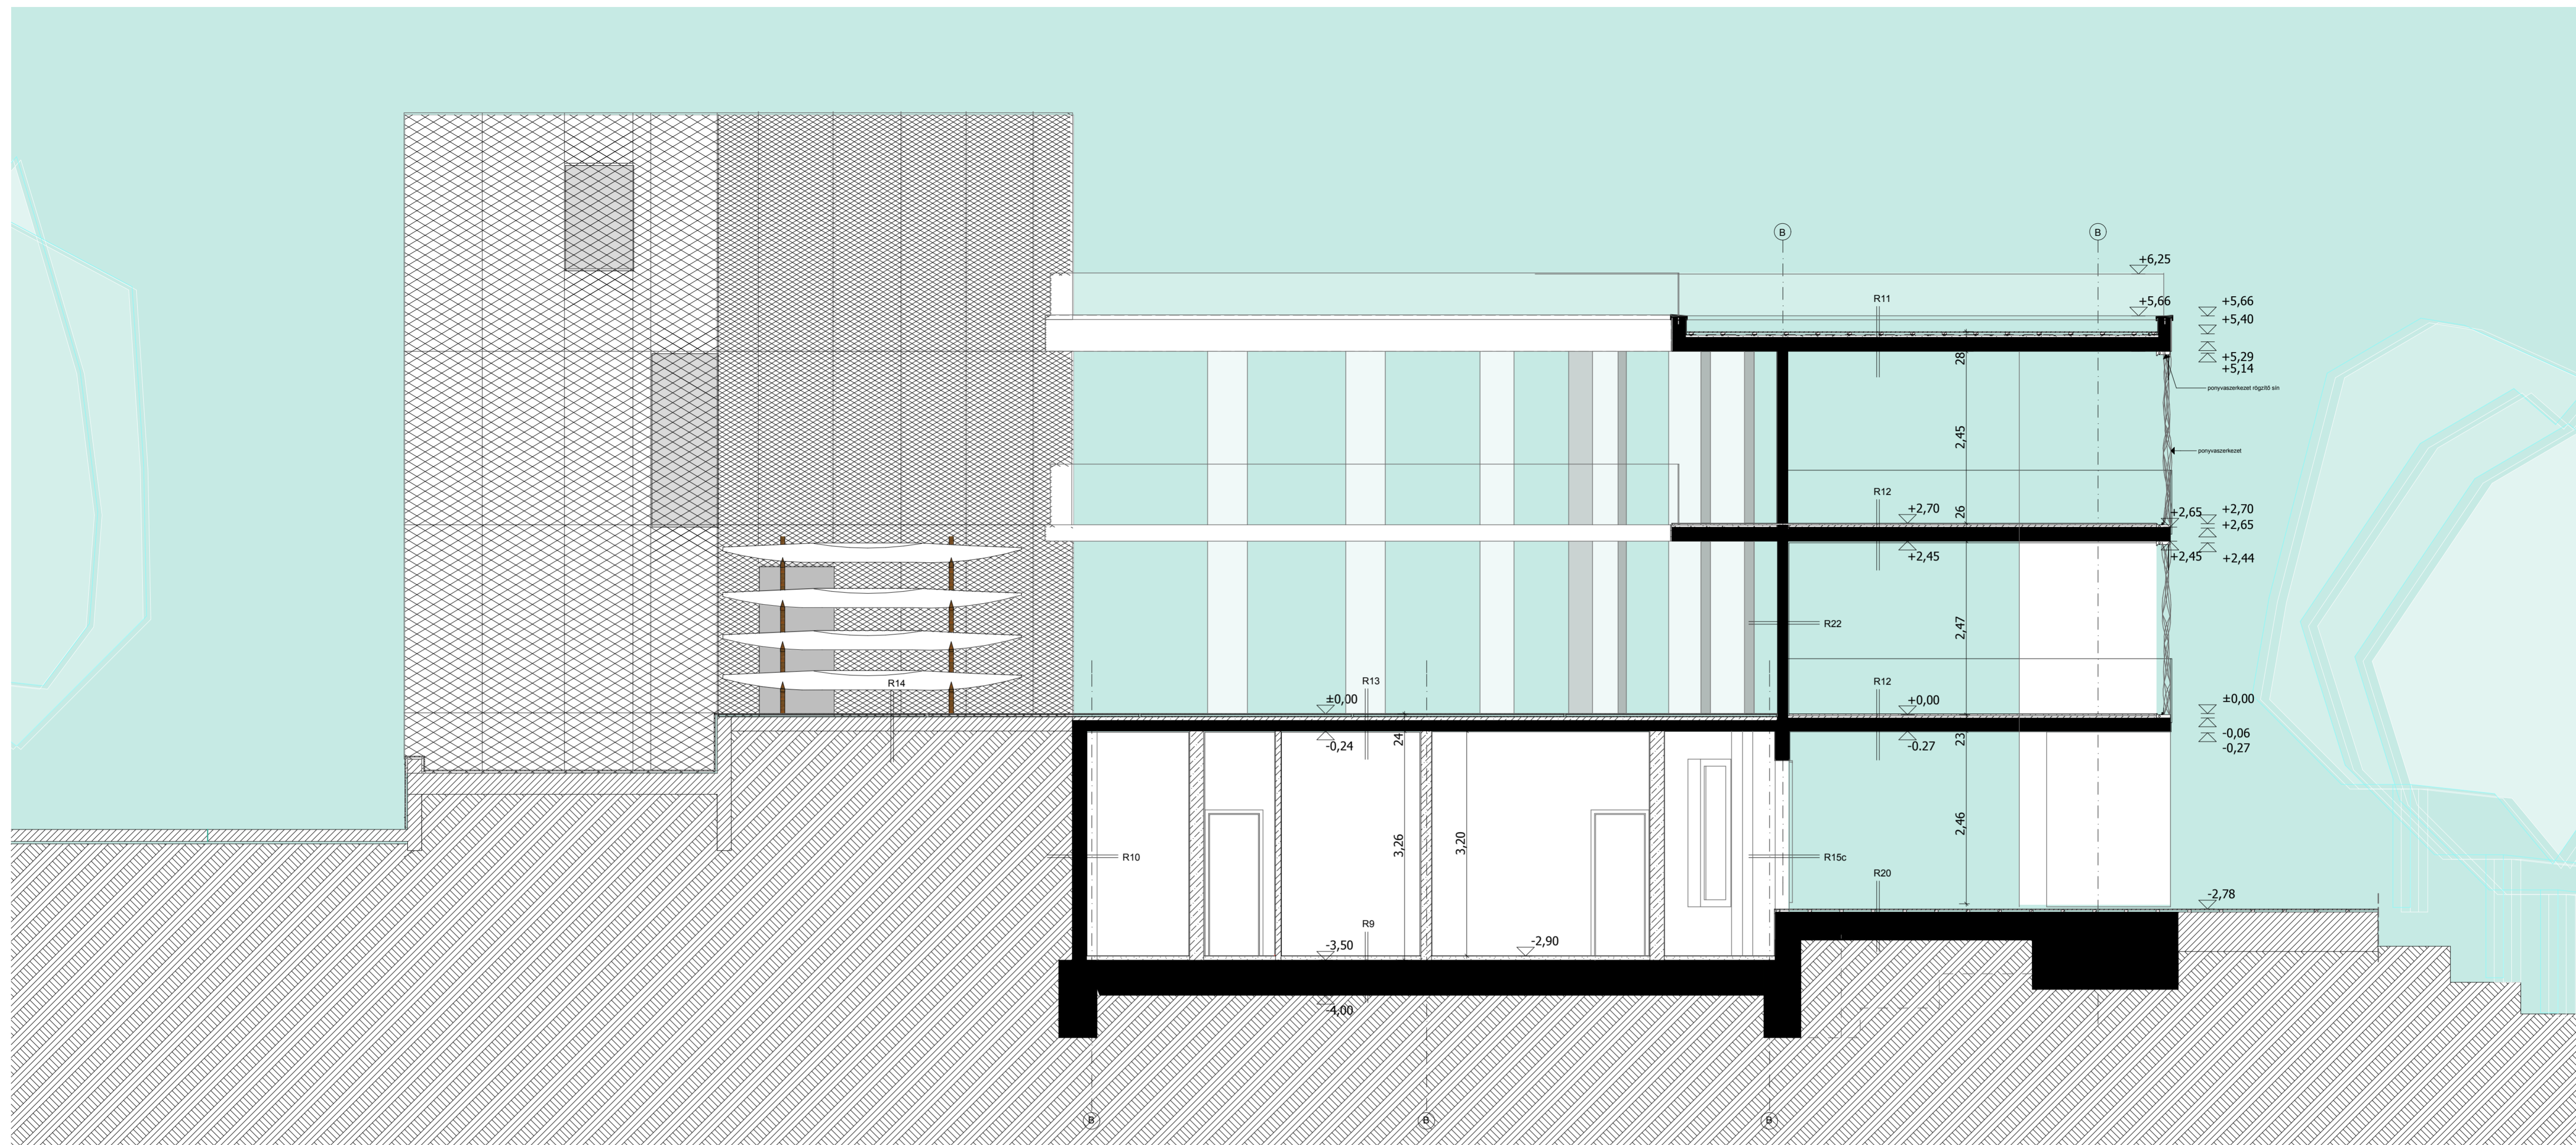 B
B
+6,25
R11
+5,66
+5,66
+5,40
28
+5,29
+5,14
ponyvaszerkezet rögzítő sín
2,45
ponyvaszerkezet
R12
26
+2,70
+2,65
+2,70
+2,65
+2,45
+2,45
+2,44
2,47
R22
R14
R13
R12
±0,00
+0,00
±0,00
24
-0,24
-0.27
23
-0,06
-0,27
3,26
3,20
2,46
R10
R15c
R20
-2,78
R9
-3,50
-2,90
-4,00
B
B
B